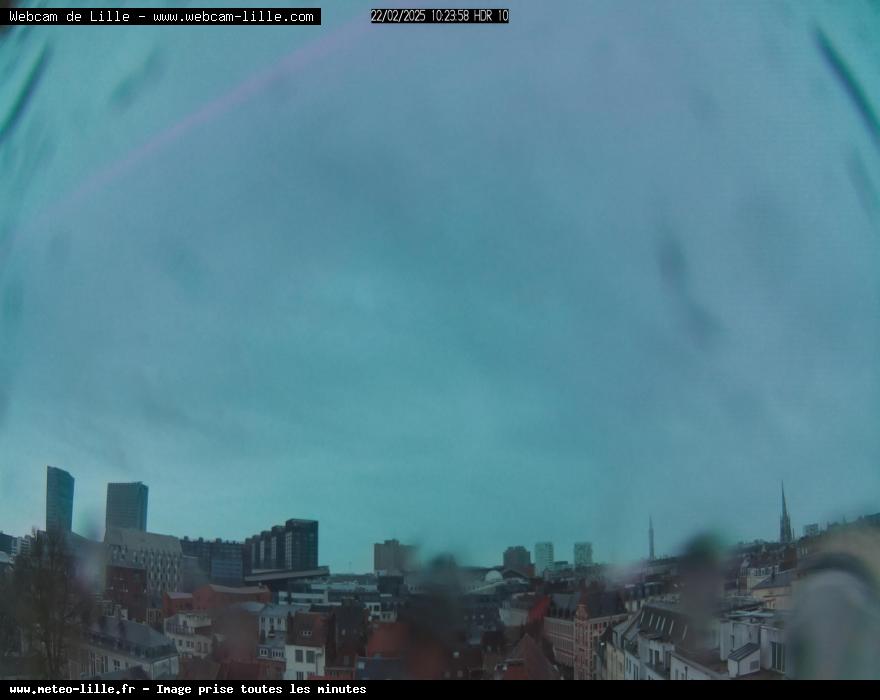 Webcam de Lille - www.webcam-lille.com
22/02/2025 10:23:58 HDR 10
www.meteo-lille.fr - Image prise toutes les minutes